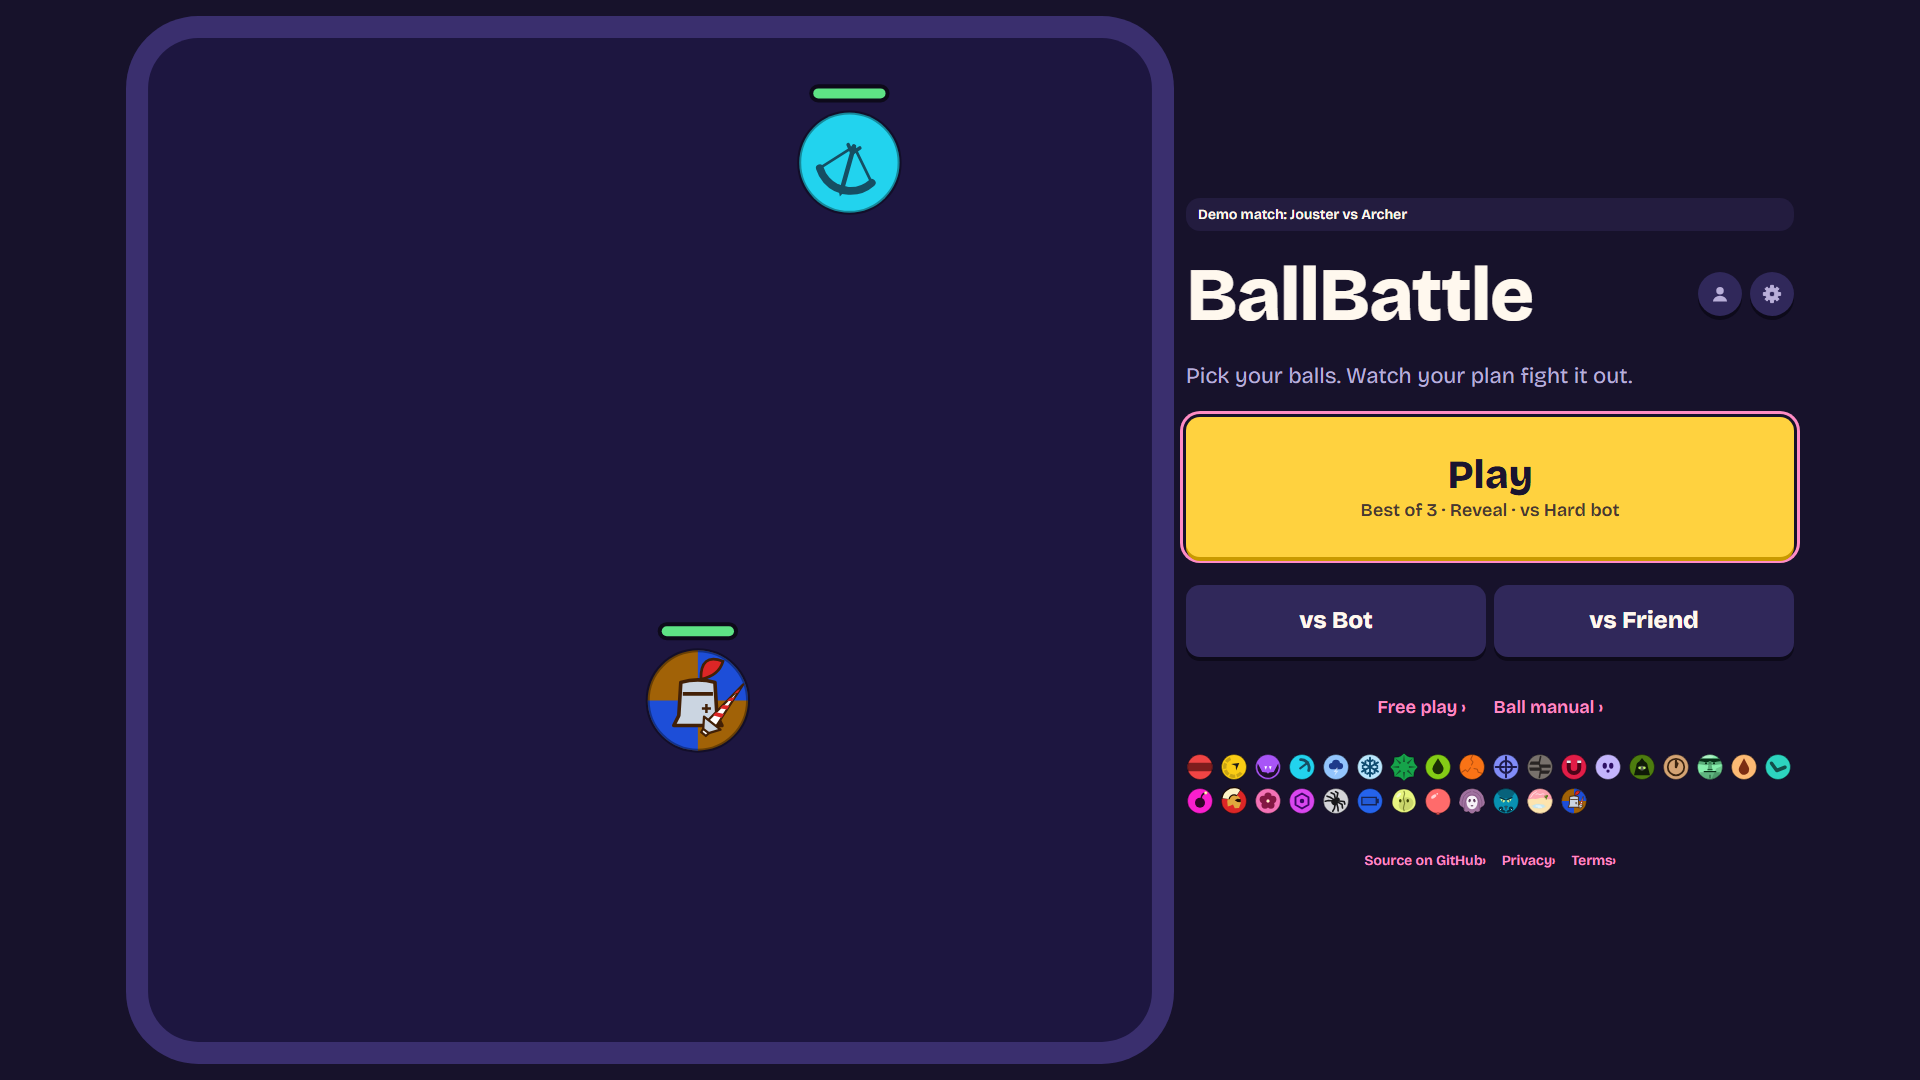 Demo match: Jouster vs Archer
BallBattle
Pick your balls. Watch your plan fight it out.
Play
Best of 3 · Reveal · vs Hard bot
vs Bot
vs Friend
Free play ›
Ball manual ›
Source on GitHub›
Privacy›
Terms›